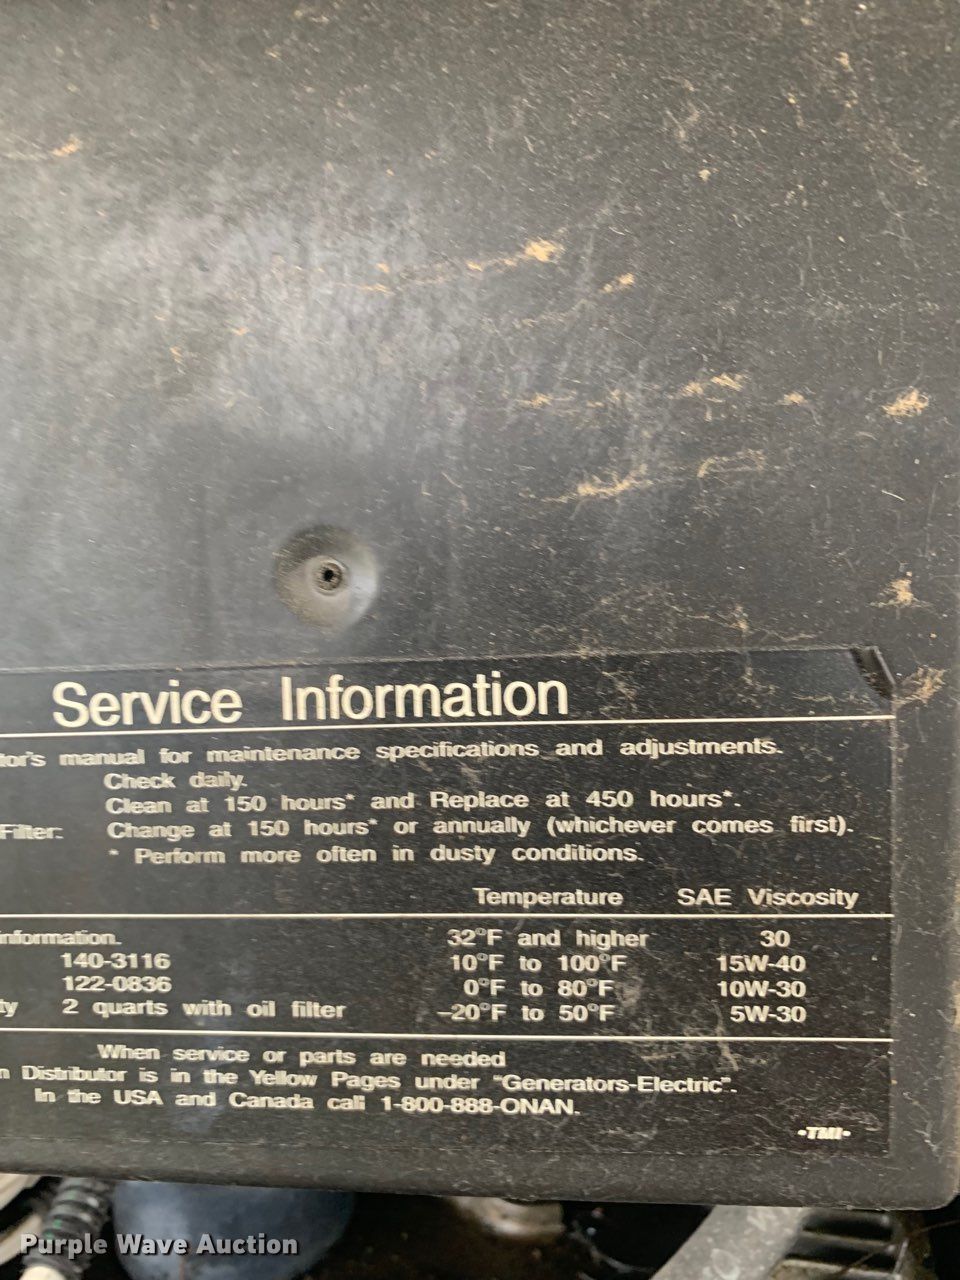 Service Information
tor's manual for maintenance specifications and adjustments.
Check daily.
Clean at 150 hours* and Replace at 450 hours*.
Filter: Change at 150 hours* or annually (whichever comes first).
* Perform more often in dusty conditions.
Temperature SAE Viscosity
information. 32°F and higher 30
140-3116 10°F to 100°F 15W-40
122-0836 0°F to 80°F 10W-30
ty 2 quarts with oil filter –20°F to 50°F 5W-30
When service or parts are needed
n Distributor is in the Yellow Pages under "Generators-Electric".
In the USA and Canada call 1-800-888-ONAN.
•TMI•
Purple Wave Auction